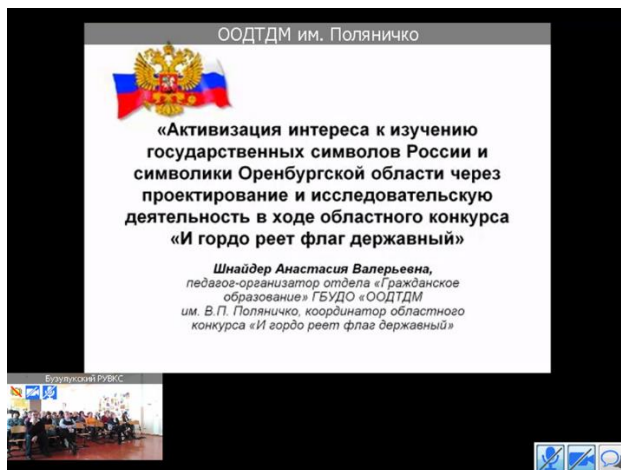 ООДТДМ им. Поляничко
«Активизация интереса к изучению
государственных символов России и
символики Оренбургской области через
проектирование и исследовательскую
деятельность в ходе областного конкурса
«И гордо реет флаг державный»
Шнайдер Анастасия Валерьевна,
педагог-организатор отдела «Гражданское
образование» ГБУДО «ООДТДМ
им. В.П. Поляничко, координатор областного
конкурса «И гордо реет флаг державный»
Бузулукский РУВКС